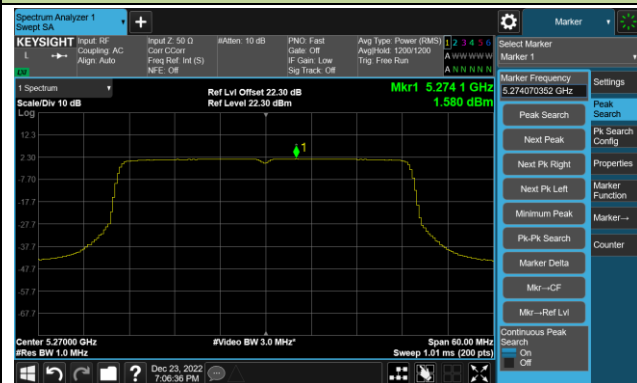 Spectrum Analyzer 1
Swept SA
Marker
KEYSIGHT
L
LXI
Input: RF
Coupling: AC
Align: Auto
Input Z: 50 Ω
Corr CCorr
Freq Ref: Int (S)
NFE: Off
#Atten: 10 dB
PNO: Fast
Gate: Off
IF Gain: Low
Sig Track: Off
Avg Type: Power (RMS)
Avg|Hold: 1200/1200
Trig: Free Run
1 2 3 4 5 6
A W W W W W
A N N N N N
Select Marker
Marker 1
1 Spectrum
Scale/Div 10 dB
Log
Ref Lvl Offset 22.30 dB
Ref Level 22.30 dBm
Mkr1 5.274 1 GHz
1.580 dBm
12.3
2.30
-7.70
-17.7
-27.7
-37.7
-47.7
-57.7
-67.7
1
Center 5.27000 GHz
#Res BW 1.0 MHz
#Video BW 3.0 MHz*
Span 60.00 MHz
Sweep 1.01 ms (200 pts)
Marker Frequency
5.274070352 GHz
Peak Search
Next Peak
Next Pk Right
Next Pk Left
Minimum Peak
Pk-Pk Search
Marker Delta
Mkr→CF
Mkr→Ref Lvl
Continuous Peak
Search
On
Off
Settings
Peak
Search
Pk Search
Config
Properties
Marker
Function
Marker→
Counter
Dec 23, 2022
7:06:36 PM